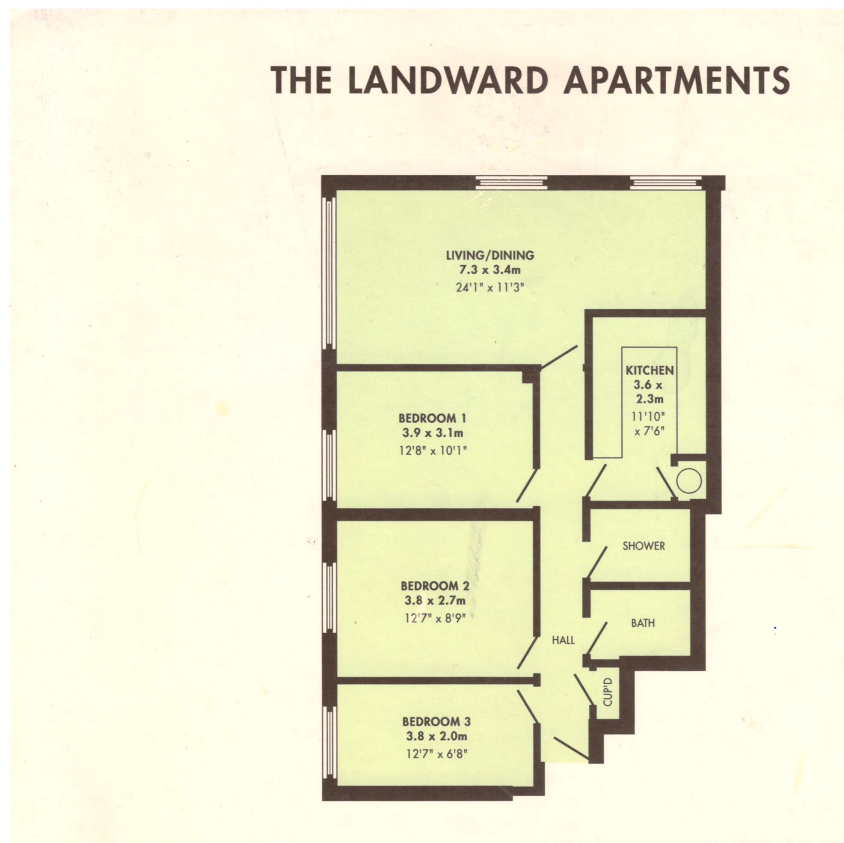 THE LANDWARD APARTMENTS
LIVING/DINING
7.3 x 3.4m
24'1" x 11'3"
KITCHEN
3.6 x
2.3m
11'10"
x 7'6"
BEDROOM 1
3.9 x 3.1m
12'8" x 10'1"
SHOWER
BEDROOM 2
3.8 x 2.7m
12'7" x 8'9"
BATH
HALL
CUP'D
BEDROOM 3
3.8 x 2.0m
12'7" x 6'8"